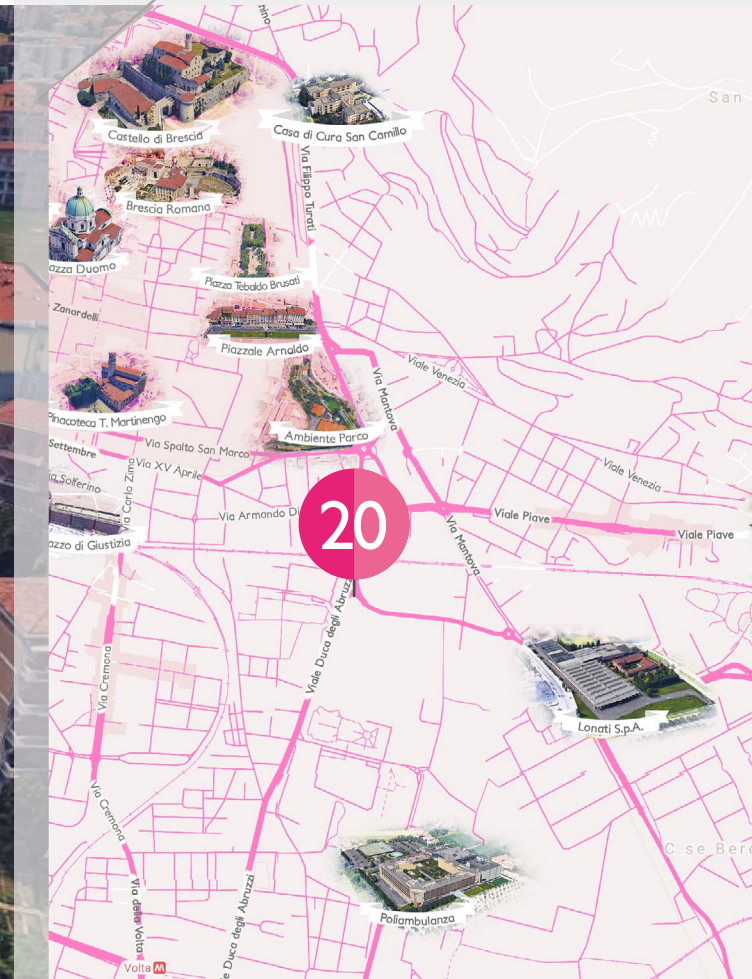 San
Castello di Brescia
Casa di Cura San Camillo
Via Filippo Turati
Brescia Romana
azza Duomo
Piazza Tebaldo Brusati
Zanardelli
Piazzale Arnaldo
Viale Venezia
Via Mantova
Pinacoteca T. Martinengo
Ambiente Parco
Settembre
Via Spalto San Marco
Via XV Aprile
Viale Venezia
Solferino
Via Carlo Zima
Via Armando Di
20
Viale Piave
Viale Piave
azzo di Giustizia
Via Mantova
Viale Duca degli Abruzz
Via Cremona
Lonati S.p.A.
Via Cremona
C.se Bere
Via della Volta
e Duca degli Abruzzi
Poliambulanza
Volta M